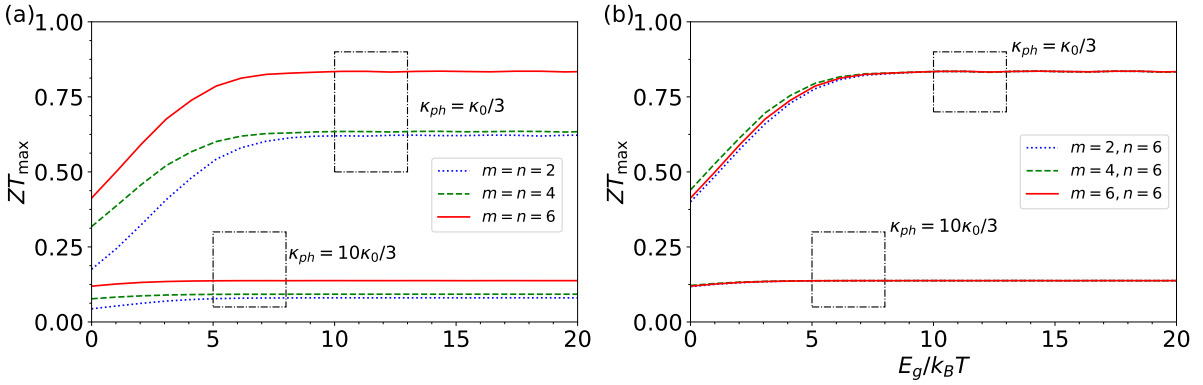 (a)
1.00
0.75
0.50
0.25
0.00
ZT_max
κ_ph = κ_0/3
m = n = 2
m = n = 4
m = n = 6
κ_ph = 10κ_0/3
0 5 10 15 20
(b)
1.00
0.75
0.50
0.25
0.00
ZT_max
κ_ph = κ_0/3
m = 2, n = 6
m = 4, n = 6
m = 6, n = 6
κ_ph = 10κ_0/3
0 5 10 15 20
E_g/k_BT